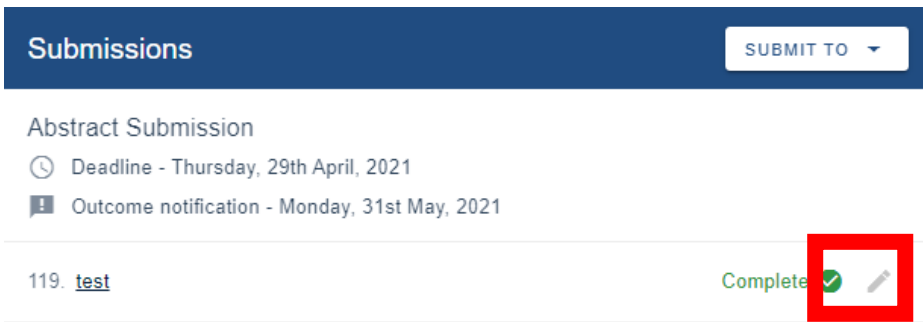 Submissions
SUBMIT TO
Abstract Submission
Deadline - Thursday, 29th April, 2021
Outcome notification - Monday, 31st May, 2021
119. test Complete